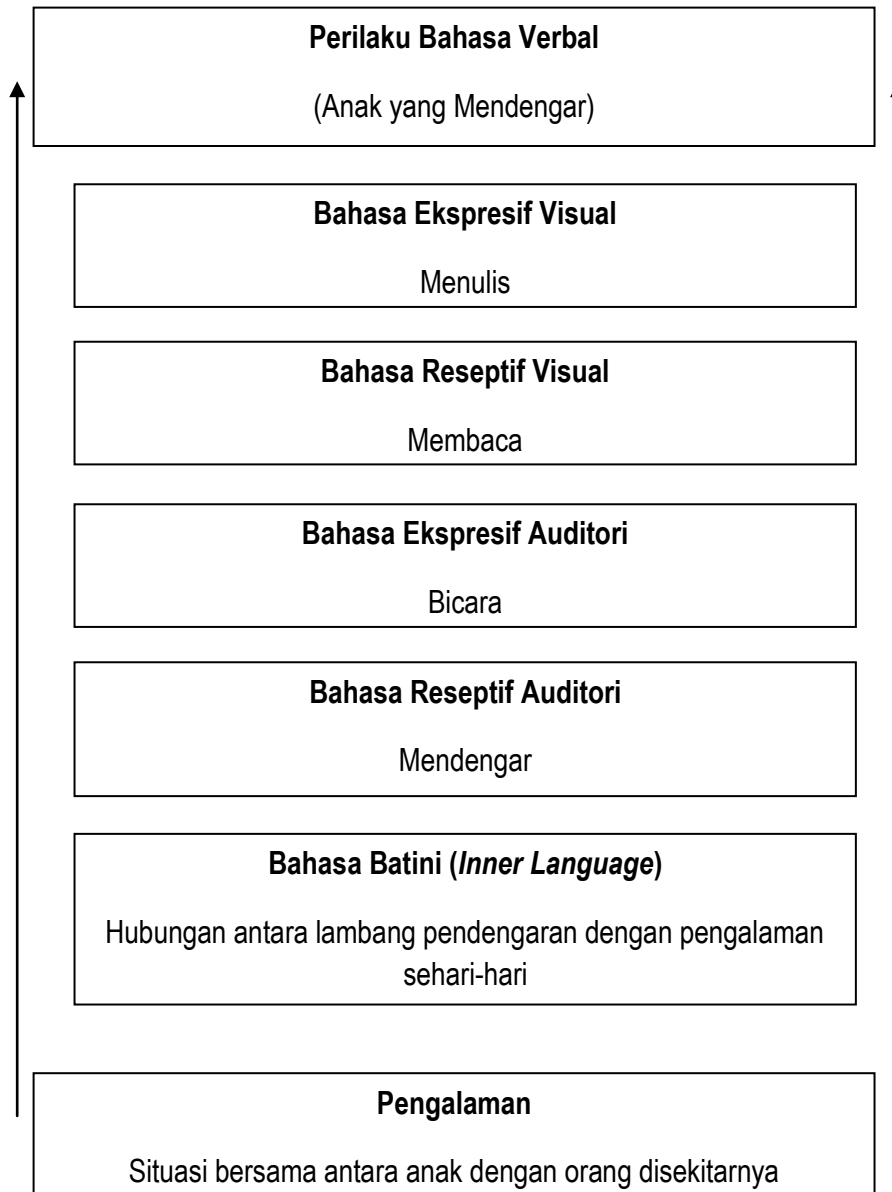 Perilaku Bahasa Verbal
(Anak yang Mendengar)
Bahasa Ekspresif Visual
Menulis
Bahasa Reseptif Visual
Membaca
Bahasa Ekspresif Auditori
Bicara
Bahasa Reseptif Auditori
Mendengar
Bahasa Batini (Inner Language)
Hubungan antara lambang pendengaran dengan pengalaman
sehari-hari
Pengalaman
Situasi bersama antara anak dengan orang disekitarnya